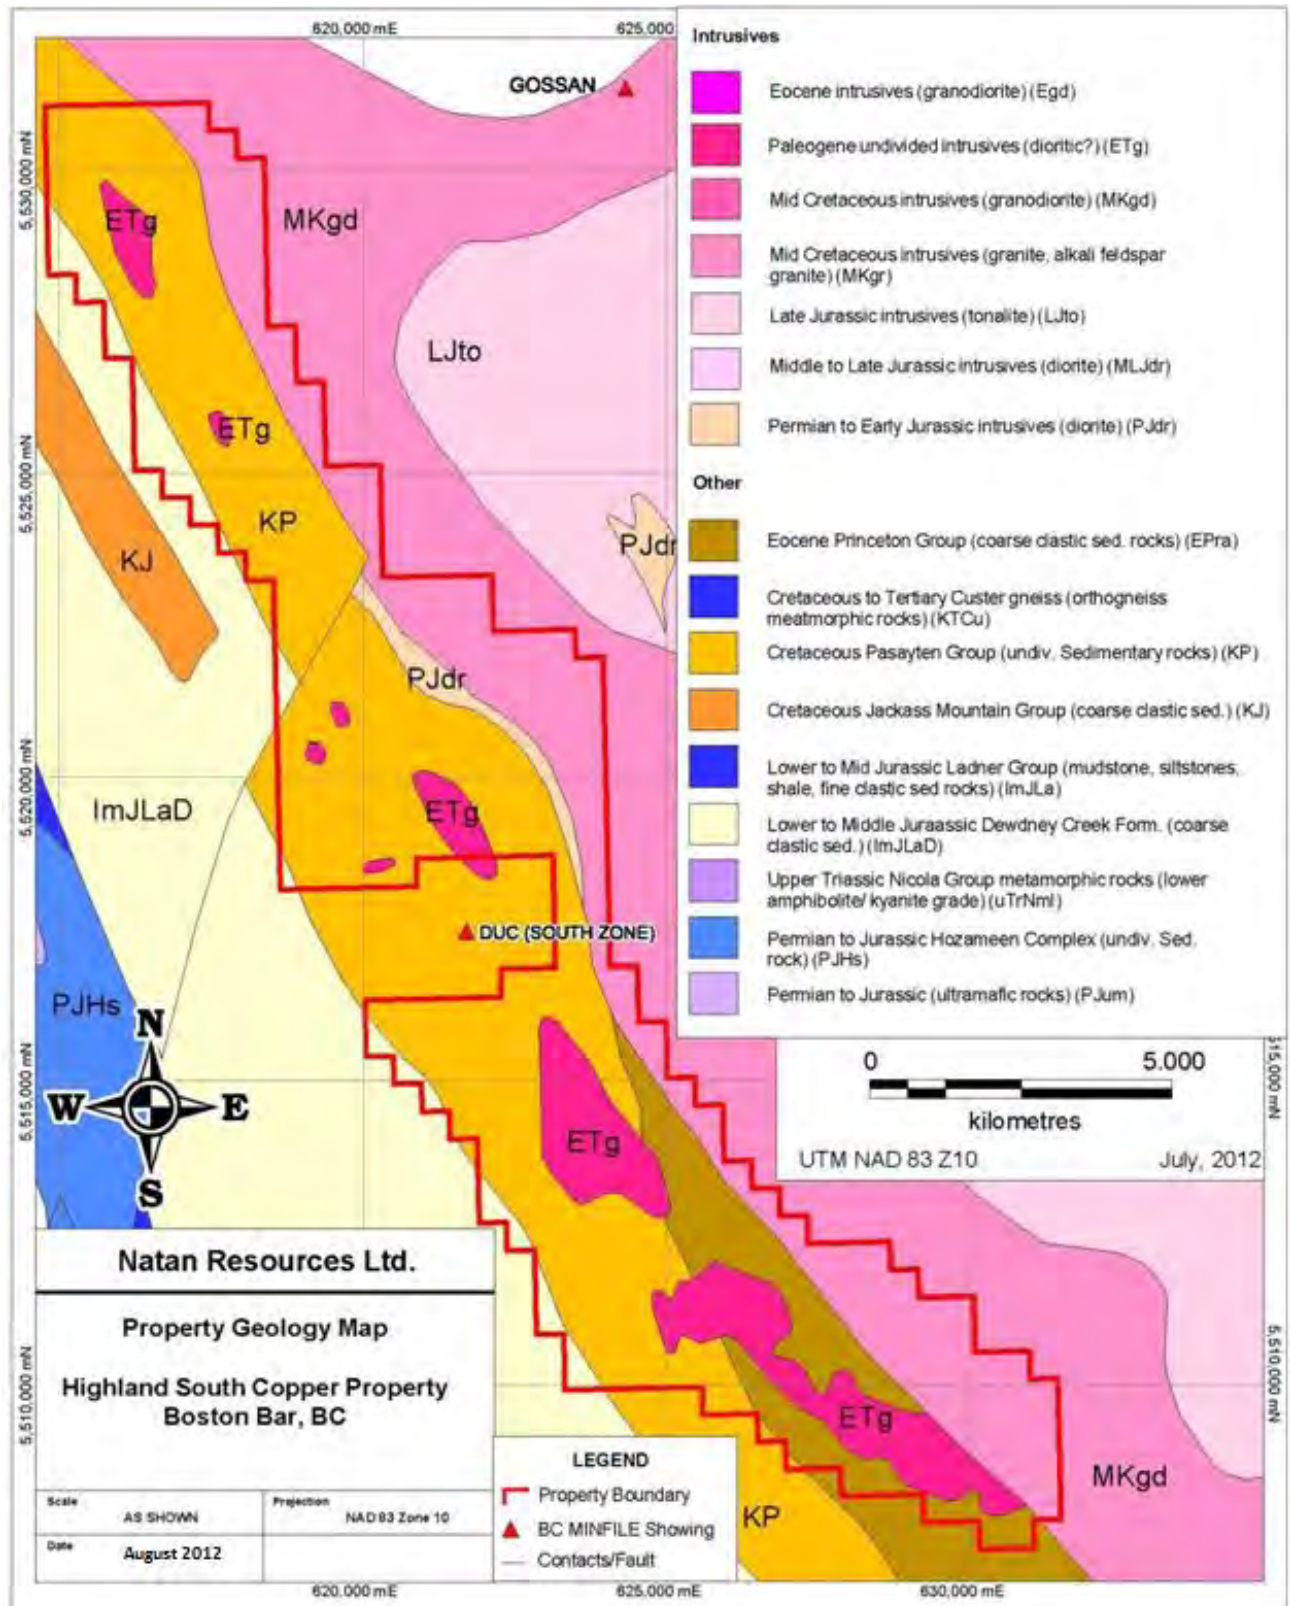 620,000 mE
625,000
GOSSAN
5,530,000 mN
ETg
MKgd
LJto
ETg
5,525,000 mN
KP
KJ
PJdr
PJdr
5,520,000 mN
lmJLaD
ETg
DUC (SOUTH ZONE)
PJHs
5,515,000 mN
ETg
5,510,000 mN
ETg
MKgd
KP
N
W
E
S
Intrusives
Eocene intrusives (granodiorite) (Egd)
Paleogene undivided intrusives (dioritic?) (ETg)
Mid Cretaceous intrusives (granodiorite) (MKgd)
Mid Cretaceous intrusives (granite, alkali feldspar
granite) (MKgr)
Late Jurassic intrusives (tonalite) (LJto)
Middle to Late Jurassic intrusives (diorite) (MLJdr)
Permian to Early Jurassic intrusives (diorite) (PJdr)
Other
Eocene Princeton Group (coarse clastic sed. rocks) (EPra)
Cretaceous to Tertiary Custer gneiss (orthogneiss
meatmorphic rocks) (KTCu)
Cretaceous Pasayten Group (undiv. Sedimentary rocks) (KP)
Cretaceous Jackass Mountain Group (coarse clastic sed.) (KJ)
Lower to Mid Jurassic Ladner Group (mudstone, siltstones,
shale, fine clastic sed rocks) (lmJLa)
Lower to Middle Juraassic Dewdney Creek Form. (coarse
clastic sed.) (lmJLaD)
Upper Triassic Nicola Group metamorphic rocks (lower
amphibolite/ kyanite grade) (uTrNml)
Permian to Jurassic Hozameen Complex (undiv. Sed.
rock) (PJHs)
Permian to Jurassic (ultramafic rocks) (PJum)
0 5.000
kilometres
UTM NAD 83 Z10 July, 2012
515,000 mN
5,510,000 mN
Natan Resources Ltd.
Property Geology Map
Highland South Copper Property
Boston Bar, BC
Scale
AS SHOWN
Projection
NAD 83 Zone 10
Date
August 2012
LEGEND
Property Boundary
BC MINFILE Showing
Contacts/Fault
620,000 mE
625,000 mE
630,000 mE